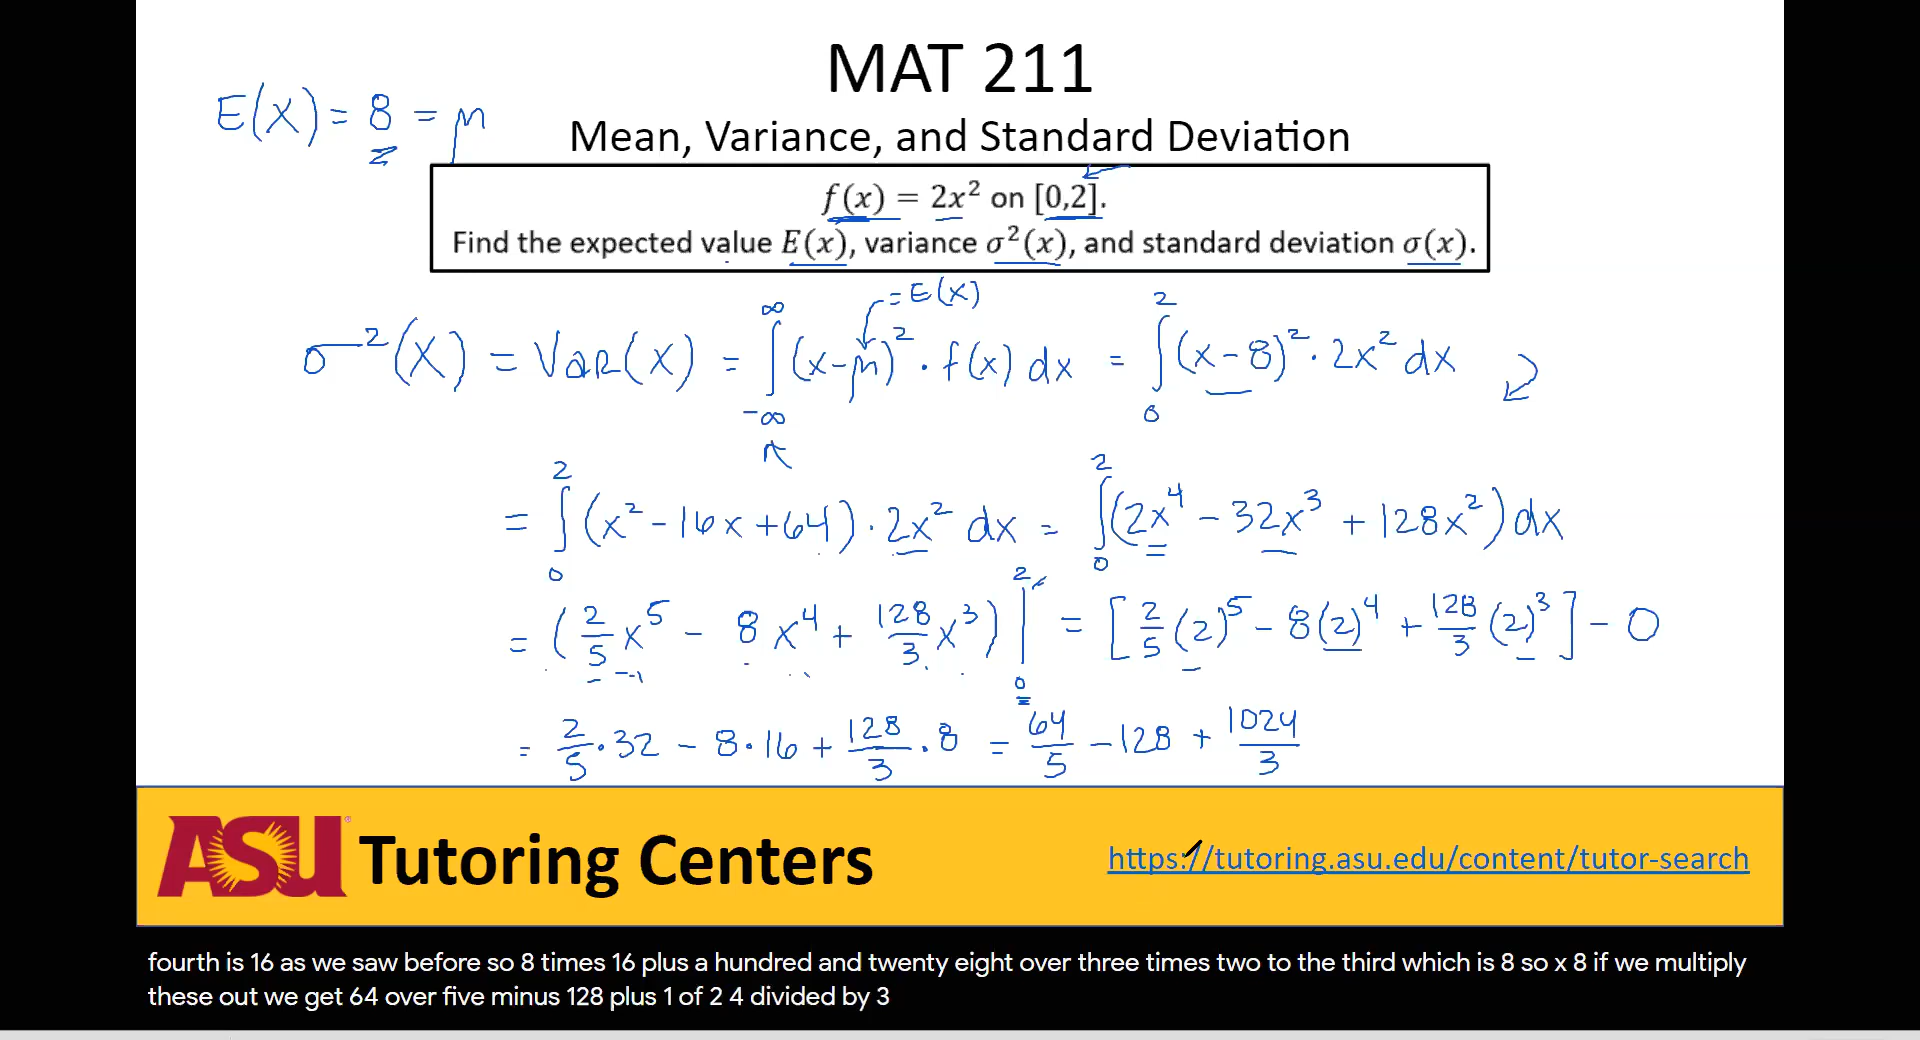 MAT 211
E(X) = 8 = μ
Mean, Variance, and Standard Deviation
f(x) = 2x² on [0,2].
Find the expected value E(x), variance σ²(x), and standard deviation σ(x).
= E(X)
σ²(X) = VAR(X) = ∫_{-∞}^{∞} (x-μ)² · f(x) dx = ∫_0^2 (x-8)² · 2x² dx
= ∫_0^2 (x² - 16x + 64) · 2x² dx = ∫_0^2 (2x⁴ - 32x³ + 128x²) dx
= (2/5 x⁵ - 8x⁴ + 128/3 x³) |_0^2 = [2/5 (2)⁵ - 8(2)⁴ + 128/3 (2)³] - 0
= 2/5 · 32 - 8 · 16 + 128/3 · 8 = 64/5 - 128 + 1024/3
ASU® Tutoring Centers
https://tutoring.asu.edu/content/tutor-search
fourth is 16 as we saw before so 8 times 16 plus a hundred and twenty eight over three times two to the third which is 8 so x 8 if we multiply
these out we get 64 over five minus 128 plus 1 of 2 4 divided by 3